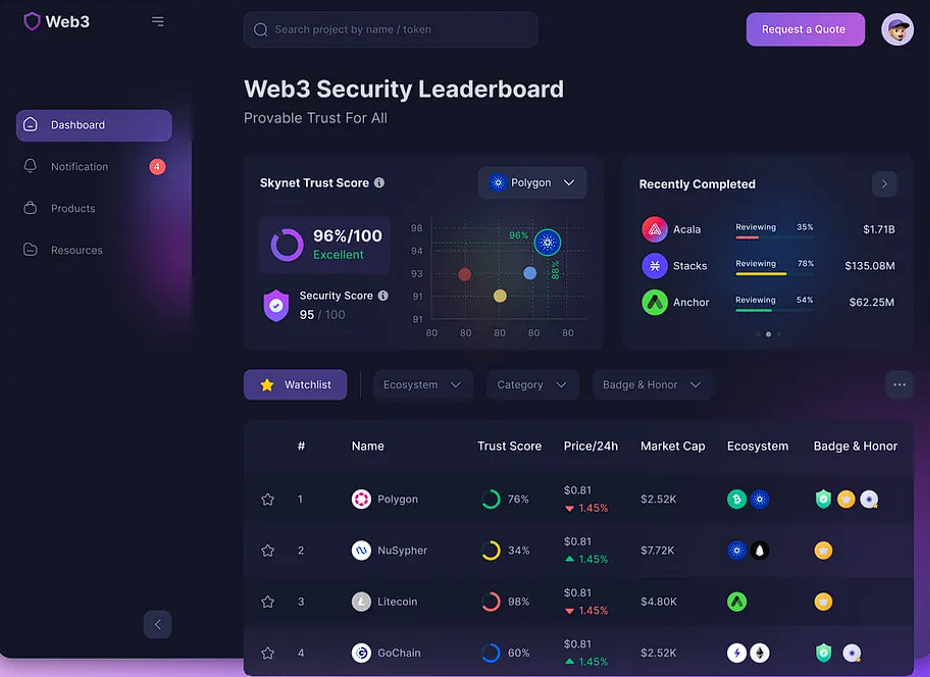 Web3
Search project by name / token
Request a Quote
Web3 Security Leaderboard
Provable Trust For All
Dashboard
Notification 4
Products
Resources
Skynet Trust Score
Polygon
96%/100
Excellent
Security Score
95 / 100
98
94
93
91
91
80 80 80 80 80
96%
88%
Recently Completed
Acala Reviewing 35% $1.71B
Stacks Reviewing 78% $135.08M
Anchor Reviewing 54% $62.25M
Watchlist Ecosystem Category Badge & Honor
# Name Trust Score Price/24h Market Cap Ecosystem Badge & Honor
1 Polygon 76% $0.81 1.45% $2.52K
2 NuSypher 34% $0.81 1.45% $7.72K
3 Litecoin 98% $0.81 1.45% $4.80K
4 GoChain 60% $0.81 1.45% $2.52K